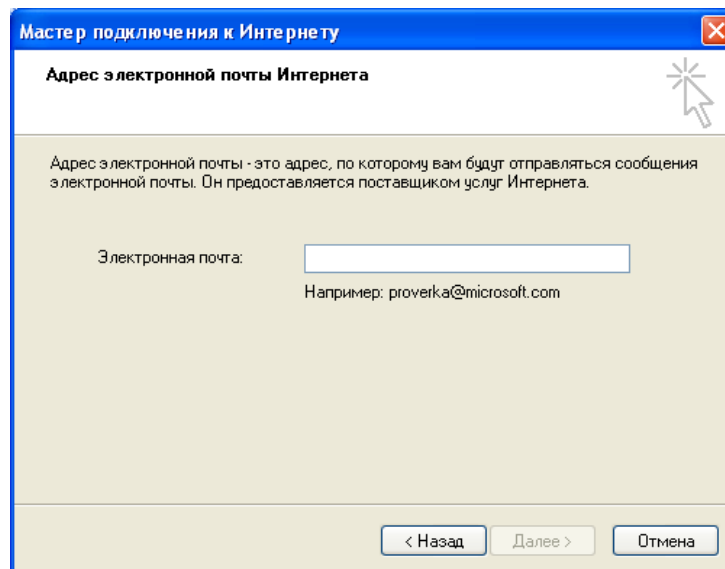 Мастер подключения к Интернету
Адрес электронной почты Интернета
Адрес электронной почты - это адрес, по которому вам будут отправляться сообщения
электронной почты. Он предоставляется поставщиком услуг Интернета.
Электронная почта:
Например: proverka@microsoft.com
< Назад Далее > Отмена